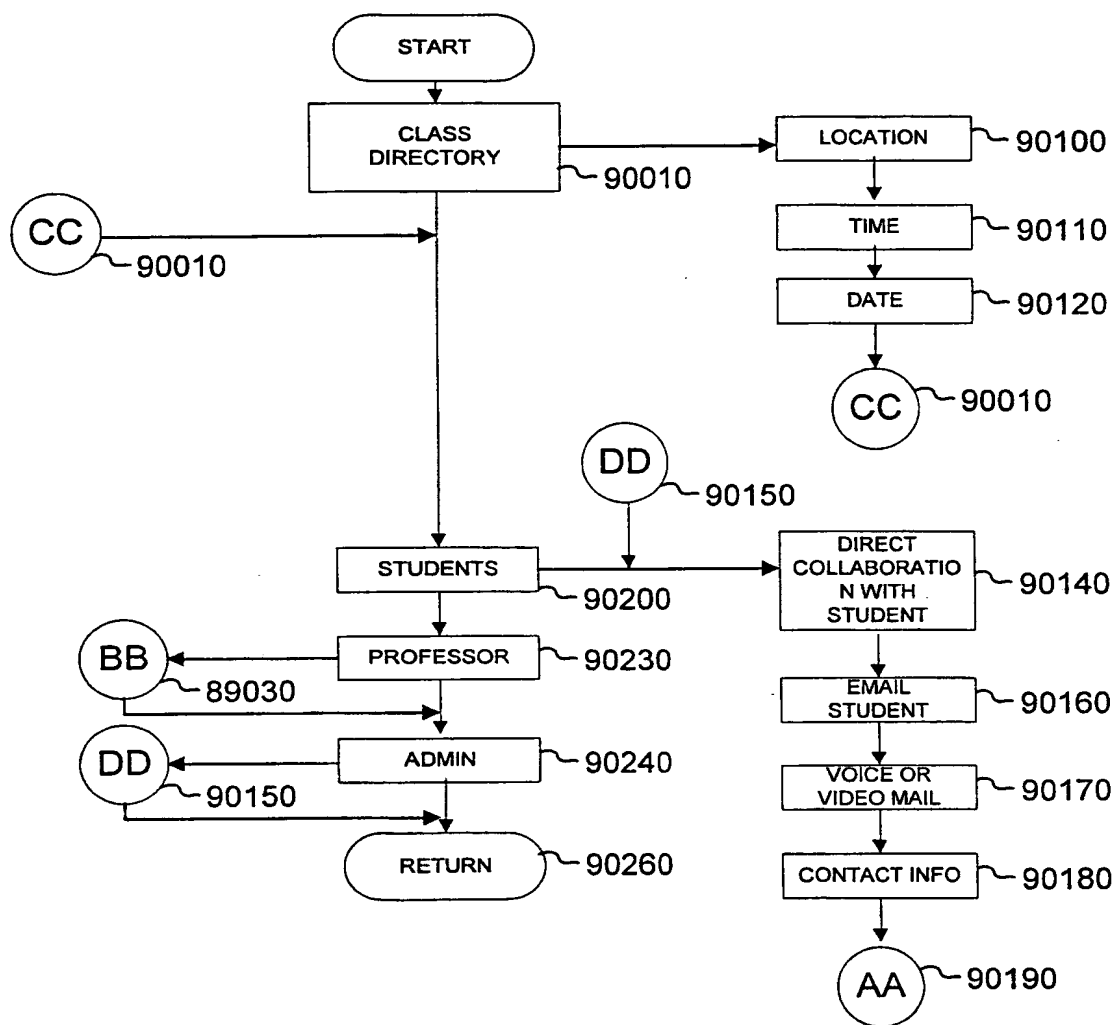 START
CLASS
DIRECTORY
90010
LOCATION
90100
CC
90010
TIME
90110
DATE
90120
CC
90010
DD
90150
STUDENTS
90200
DIRECT
COLLABORATIO
N WITH
STUDENT
90140
BB
89030
PROFESSOR
90230
EMAIL
STUDENT
90160
DD
90150
ADMIN
90240
VOICE OR
VIDEO MAIL
90170
RETURN
90260
CONTACT INFO
90180
AA
90190